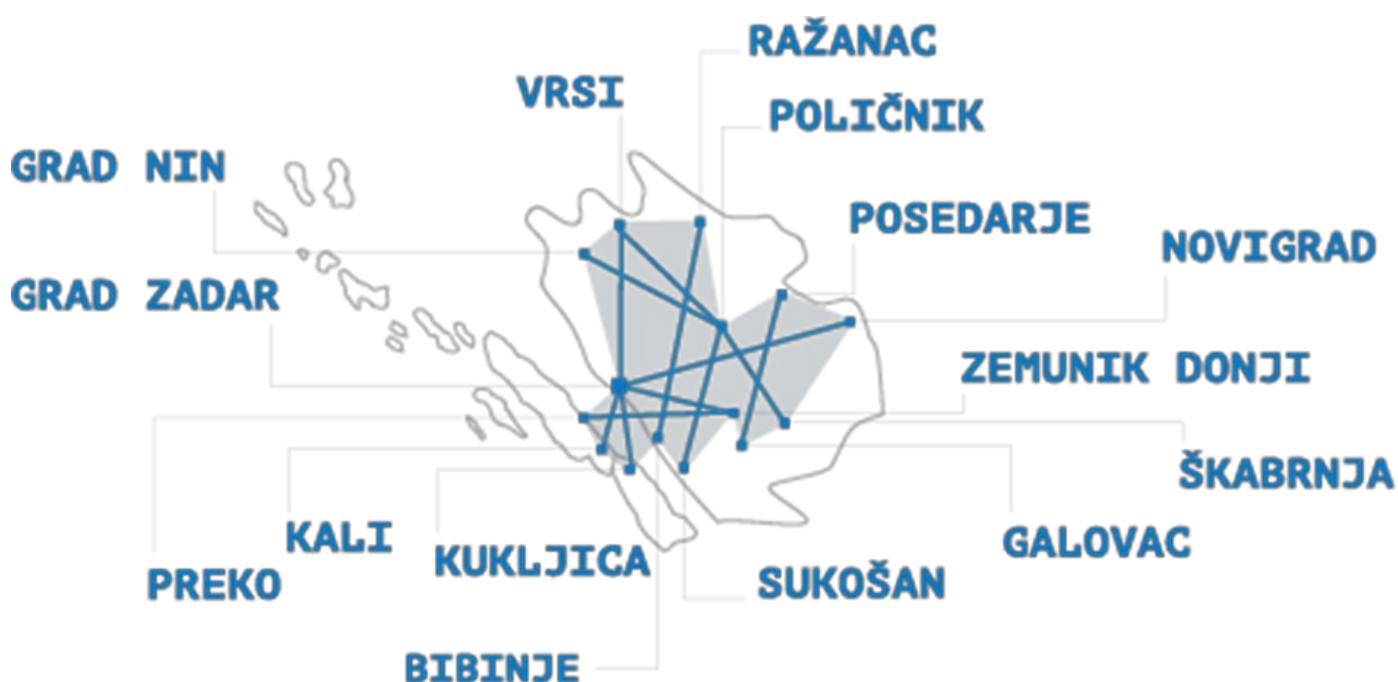 RAŽANAC
VRSI
POLIČNIK
GRAD NIN
POSEDARJE
NOVIGRAD
GRAD ZADAR
ZEMUNIK DONJI
ŠKABRNJA
KALI
GALOVAC
KUKLJICA
PREKO
SUKOŠAN
BIBINJE